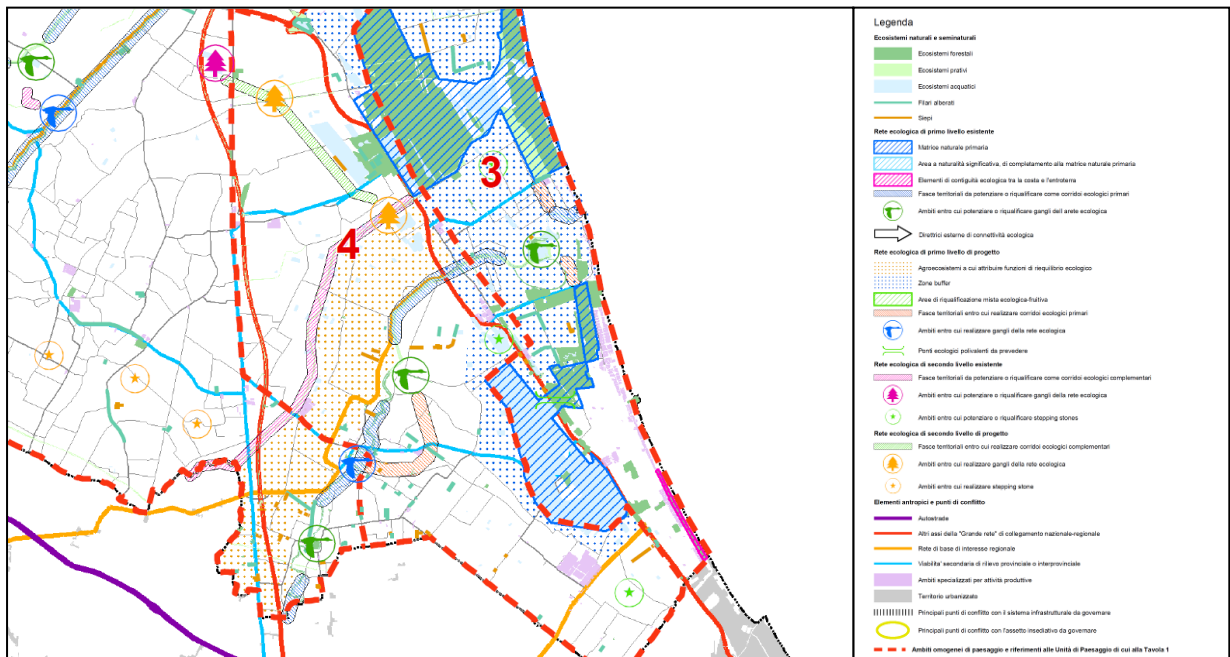 3
4
Legenda
Ecosistemi naturali e seminaturali
Ecosistemi forestali
Ecosistemi prativi
Ecosistemi acquatici
Filari alberati
Siepi
Rete ecologica di primo livello esistente
Matrice naturale primaria
Area a naturalità significativa, di completamento alla matrice naturale primaria
Elementi di contiguità ecologica tra la costa e l'entroterra
Fasce territoriali da potenziare o riqualificare come corridoi ecologici primari
Ambiti entro cui potenziare o riqualificare gangli dell arete ecologica
Direttrici esterne di connettività ecologica
Rete ecologica di primo livello di progetto
Agroecosistemi a cui attribuire funzioni di riequilibrio ecologico
Zone buffer
Aree di riqualificazione mista ecologica-fruitiva
Fasce territoriali entro cui realizzare corridoi ecologici primari
Ambiti entro cui realizzare gangli della rete ecologica
Ponti ecologici polivalenti da prevedere
Rete ecologica di secondo livello esistente
Fasce territoriali da potenziare o riqualificare come corridoi ecologici complementari
Ambiti entro cui potenziare o riqualificare gangli della rete ecologica
Ambiti entro cui potenziare o riqualificare stepping stones
Rete ecologica di secondo livello di progetto
Fasce territoriali entro cui realizzare corridoi ecologici complementari
Ambiti entro cui realizzare gangli della rete ecologica
Ambiti entro cui realizzare stepping stone
Elementi antropici e punti di conflitto
Autostrade
Altri assi della "Grande rete" di collegamento nazionale-regionale
Rete di base di interesse regionale
Viabilita' secondaria di rilievo provinciale o interprovinciale
Ambiti specializzati per attività produttive
Territorio urbanizzato
Principali punti di conflitto con il sistema infrastrutturale da governare
Principali punti di conflitto con l'assetto insediativo da governare
Ambiti omogenei di paesaggio e riferimenti alle Unità di Paesaggio di cui alla Tavola 1